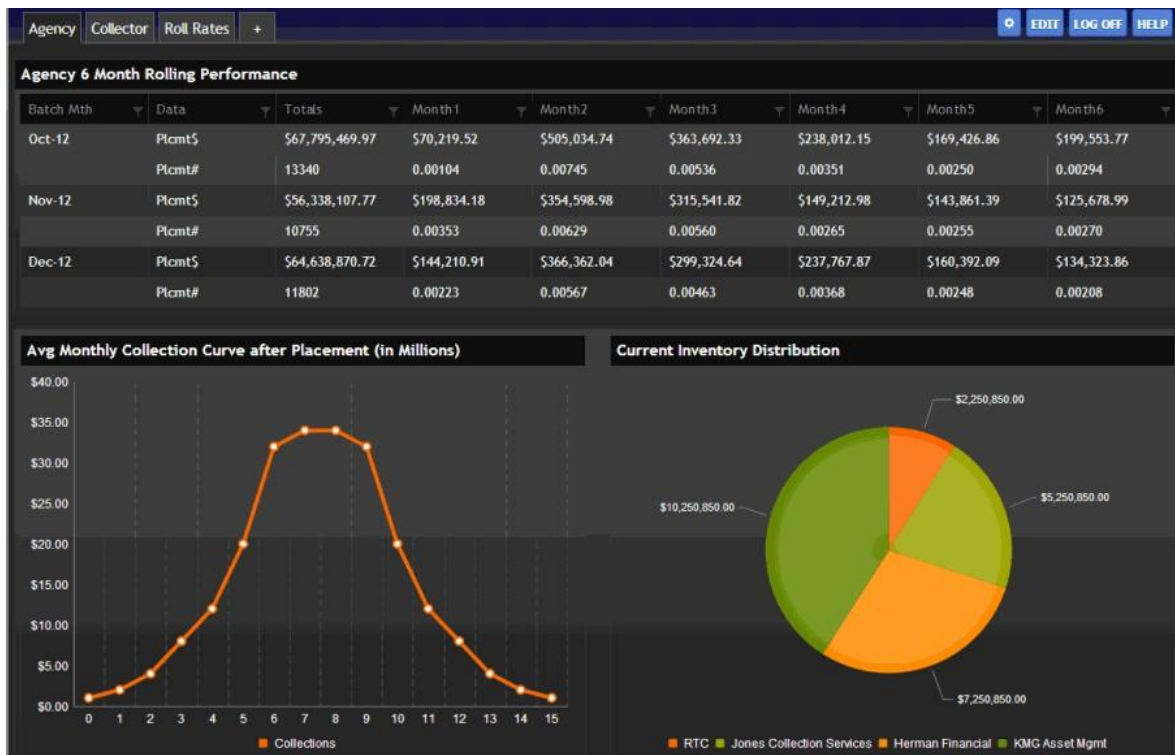 Agency Collector Roll Rates + EDIT LOG OFF HELP
Agency 6 Month Rolling Performance
Batch Mth Data Totals Month1 Month2 Month3 Month4 Month5 Month6
Oct-12 Plcmt$ $67,795,469.97 $70,219.52 $505,034.74 $363,692.33 $238,012.15 $169,426.86 $199,553.77
Plcmt# 13340 0.00104 0.00745 0.00536 0.00351 0.00250 0.00294
Nov-12 Plcmt$ $56,338,107.77 $198,834.18 $354,598.98 $315,541.82 $149,212.98 $143,861.39 $125,678.99
Plcmt# 10755 0.00353 0.00629 0.00560 0.00265 0.00255 0.00270
Dec-12 Plcmt$ $64,638,870.72 $144,210.91 $366,362.04 $299,324.64 $237,767.87 $160,392.09 $134,323.86
Plcmt# 11802 0.00223 0.00567 0.00463 0.00368 0.00248 0.00208
Avg Monthly Collection Curve after Placement (in Millions)
$40.00
$35.00
$30.00
$25.00
$20.00
$15.00
$10.00
$5.00
$0.00
0 1 2 3 4 5 6 7 8 9 10 11 12 13 14 15
Collections
Current Inventory Distribution
$2,250,850.00
$5,250,850.00
$10,250,850.00
$7,250,850.00
RTC Jones Collection Services Herman Financial KMG Asset Mgmt